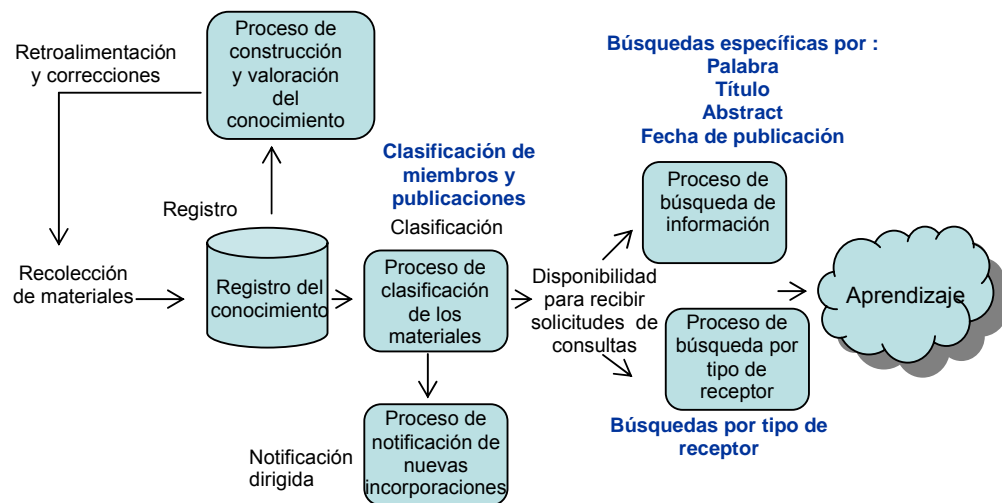 Retroalimentación
y correcciones
Proceso de
construcción
y valoración
del
conocimiento
Búsquedas específicas por :
Palabra
Título
Abstract
Fecha de publicación
Clasificación de
miembros y
publicaciones
Registro
Clasificación
Proceso de
búsqueda de
información
Recolección
de materiales
Registro del
conocimiento
Proceso de
clasificación
de los
materiales
Disponibilidad
para recibir
solicitudes de
consultas
Aprendizaje
Proceso de
búsqueda por
tipo de
receptor
Búsquedas por tipo de
receptor
Notificación
dirigida
Proceso de
notificación de
nuevas
incorporaciones